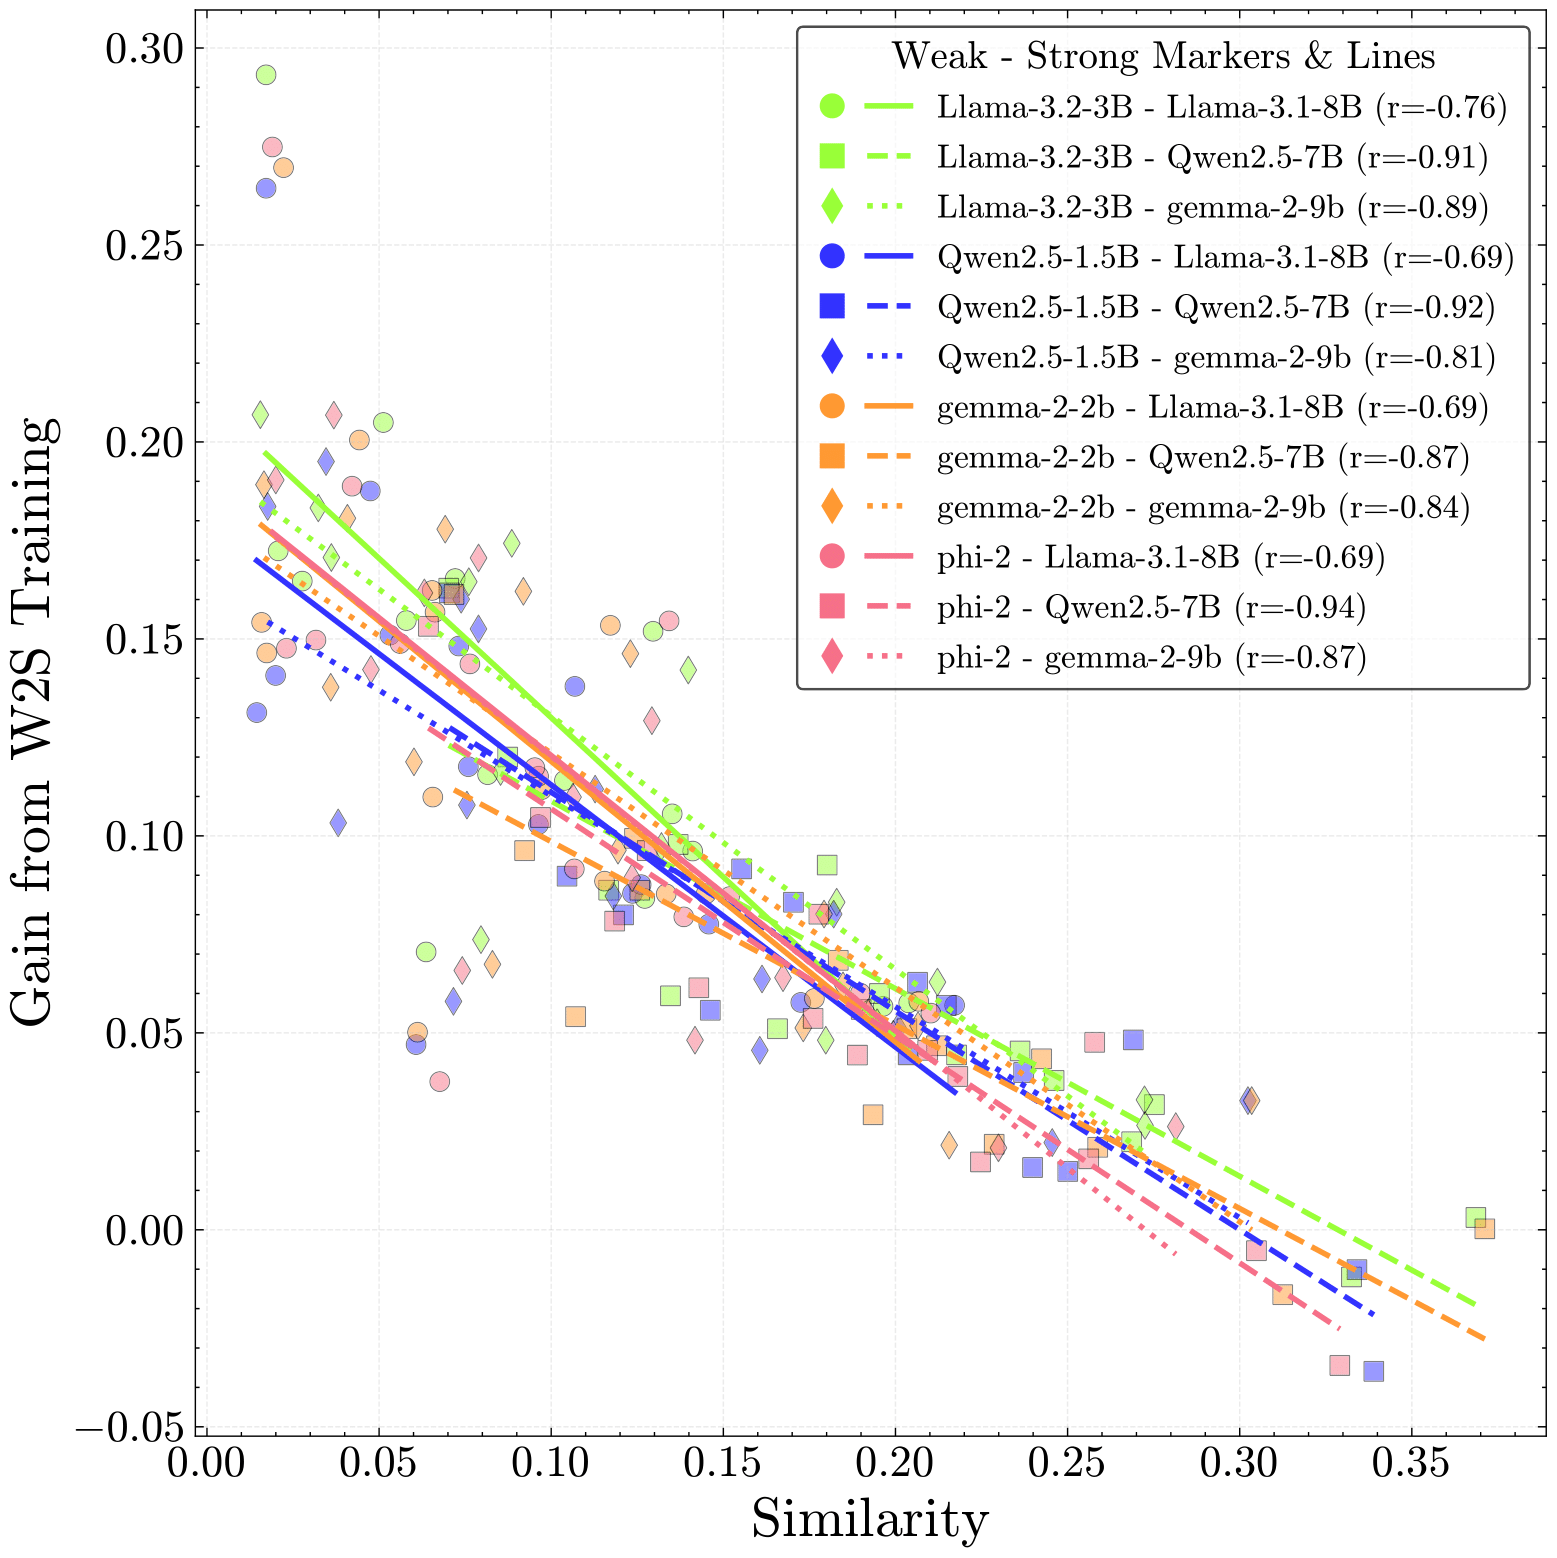 Weak - Strong Markers & Lines
Llama-3.2-3B - Llama-3.1-8B (r=-0.76)
Llama-3.2-3B - Qwen2.5-7B (r=-0.91)
Llama-3.2-3B - gemma-2-9b (r=-0.89)
Qwen2.5-1.5B - Llama-3.1-8B (r=-0.69)
Qwen2.5-1.5B - Qwen2.5-7B (r=-0.92)
Qwen2.5-1.5B - gemma-2-9b (r=-0.81)
gemma-2-2b - Llama-3.1-8B (r=-0.69)
gemma-2-2b - Qwen2.5-7B (r=-0.87)
gemma-2-2b - gemma-2-9b (r=-0.84)
phi-2 - Llama-3.1-8B (r=-0.69)
phi-2 - Qwen2.5-7B (r=-0.94)
phi-2 - gemma-2-9b (r=-0.87)
Gain from W2S Training
0.30
0.25
0.20
0.15
0.10
0.05
0.00
−0.05
0.00 0.05 0.10 0.15 0.20 0.25 0.30 0.35
Similarity